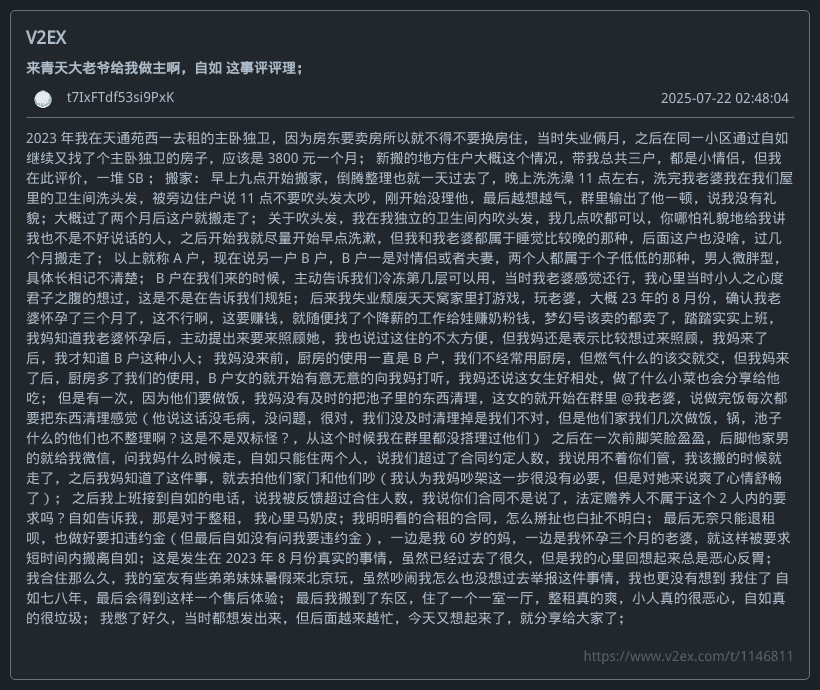 V2EX
来青天大老爷给我做主啊，自如 这事评评理；
t7IxFTdf53si9PxK
2025-07-22 02:48:04
2023 年我在天通苑西一去租的主卧独卫，因为房东要卖房所以就不得不要换房住，当时失业俩月，之后在同一小区通过自如
继续又找了个主卧独卫的房子，应该是 3800 元一个月； 新搬的地方住户大概这个情况，带我总共三户，都是小情侣，但我
在此评价，一堆 SB ； 搬家： 早上九点开始搬家，倒腾整理也就一天过去了，晚上洗洗澡 11 点左右，洗完我老婆我在我们屋
里的卫生间洗头发，被旁边住户说 11 点不要吹头发太吵，刚开始没理他，最后越想越气，群里输出了他一顿，说我没有礼
貌；大概过了两个月后这户就搬走了； 关于吹头发，我在我独立的卫生间内吹头发，我几点吹都可以，你哪怕礼貌地给我讲
我也不是不好说话的人，之后开始我就尽量开始早点洗漱，但我和我老婆都属于睡觉比较晚的那种，后面这户也没啥，过几
个月搬走了； 以上就称 A 户，现在说另一户 B 户，B 户一是对情侣或者夫妻，两个人都属于个子低低的那种，男人微胖型，
具体长相记不清楚； B 户在我们来的时候，主动告诉我们冷冻第几层可以用，当时我老婆感觉还行，我心里当时小人之心度
君子之腹的想过，这是不是在告诉我们规矩； 后来我失业颓废天天窝家里打游戏，玩老婆，大概 23 年的 8 月份，确认我老
婆怀孕了三个月了，这不行啊，这要赚钱，就随便找了个降薪的工作给娃赚奶粉钱，梦幻号该卖的都卖了，踏踏实实上班，
我妈知道我老婆怀孕后，主动提出来要来照顾她，我也说过这住的不太方便，但我妈还是表示比较想过来照顾，我妈来了
后，我才知道 B 户这种小人； 我妈没来前，厨房的使用一直是 B 户，我们不经常用厨房，但燃气什么的该交就交，但我妈来
了后，厨房多了我们的使用，B 户女的就开始有意无意的向我妈打听，我妈还说这女生好相处，做了什么小菜也会分享给他
吃； 但是有一次，因为他们要做饭，我妈没有及时的把池子里的东西清理，这女的就开始在群里 @我老婆，说做完饭每次都
要把东西清理感觉（ 他说这话没毛病，没问题，很对，我们没及时清理掉是我们不对，但是他们家我们几次做饭，锅，池子
什么的他们也不整理啊？这是不是双标怪？，从这个时候我在群里都没搭理过他们 ） 之后在一次前脚笑脸盈盈，后脚他家男
的就给我微信，问我妈什么时候走，自如只能住两个人，说我们超过了合同约定人数，我说用不着你们管，我该搬的时候就
走了，之后我妈知道了这件事，就去拍他们家门和他们吵（ 我认为我妈吵架这一步很没有必要，但是对她来说爽了心情舒畅
了 ）； 之后我上班接到自如的电话，说我被反馈超过合住人数，我说你们合同不是说了，法定赡养人不属于这个 2 人内的要
求吗？自如告诉我，那是对于整租， 我心里马奶皮；我明明看的合租的合同，怎么掰扯也白扯不明白； 最后无奈只能退租
呗，也做好要扣违约金（但最后自如没有问我要违约金），一边是我 60 岁的妈，一边是我怀孕三个月的老婆，就这样被要求
短时间内搬离自如；这是发生在 2023 年 8 月份真实的事情，虽然已经过去了很久，但是我的心里回想起来总是恶心反胃；
我合住那么久，我的室友有些弟弟妹妹暑假来北京玩，虽然吵闹我怎么也没想过去举报这件事情，我也更没有想到 我住了 自
如七八年，最后会得到这样一个售后体验； 最后我搬到了东区，住了一个一室一厅，整租真的爽，小人真的很恶心，自如真
的很垃圾； 我憋了好久，当时都想发出来，但后面越来越忙，今天又想起来了，就分享给大家了；
https://www.v2ex.com/t/1146811